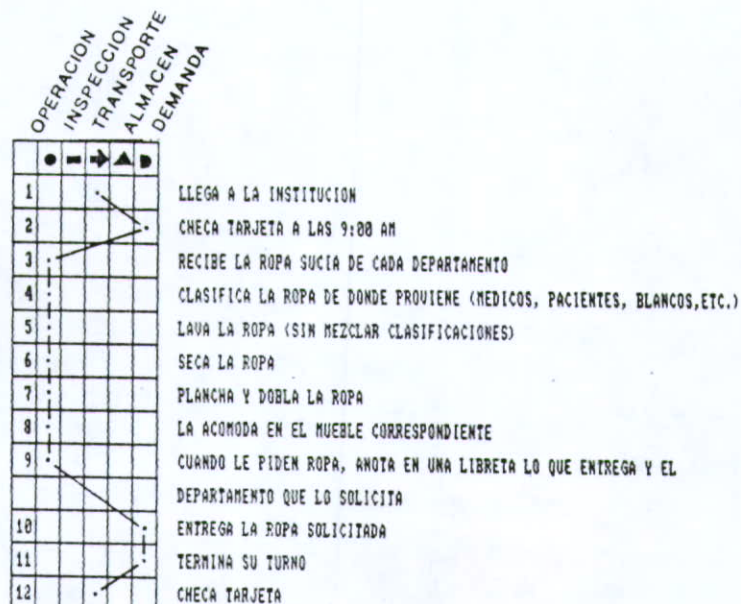 OPERACION
INSPECCION
TRANSPORTE
ALMACEN
DEMANDA
1 LLEGA A LA INSTITUCION
2 CHECA TARJETA A LAS 9:00 AM
3 RECIBE LA ROPA SUCIA DE CADA DEPARTAMENTO
4 CLASIFICA LA ROPA DE DONDE PROVIENE (MEDICOS, PACIENTES, BLANCOS,ETC.)
5 LAVA LA ROPA (SIN MEZCLAR CLASIFICACIONES)
6 SECA LA ROPA
7 PLANCHA Y DOBLA LA ROPA
8 LA ACOMODA EN EL MUEBLE CORRESPONDIENTE
9 CUANDO LE PIDEN ROPA, ANOTA EN UNA LIBRETA LO QUE ENTREGA Y EL
DEPARTAMENTO QUE LO SOLICITA
10 ENTREGA LA ROPA SOLICITADA
11 TERMINA SU TURNO
12 CHECA TARJETA